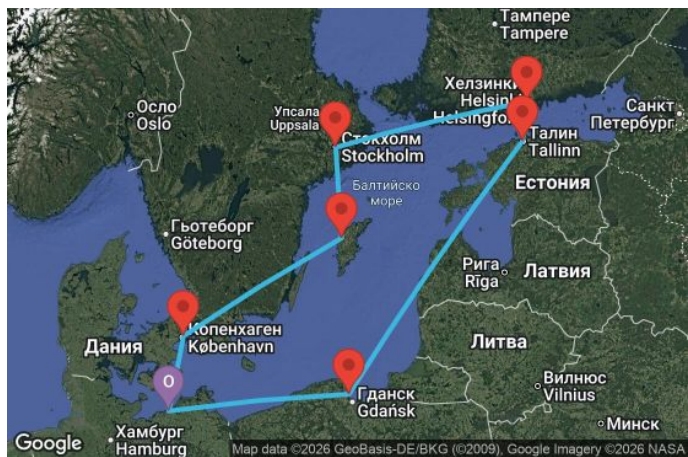 Тампере
Tampere
Осло
Oslo
Упсала
Uppsala
Хелзинки
Helsinki
Helsingfors
Санкт
Петербург
Стокхолм
Stockholm
Талин
Tallinn
ЕСТОНИЯ
Балтийско
море
Гьотеборг
Göteborg
Рига
Rīga
ЛАТВИЯ
Копенхаген
København
Дания
ЛИТВА
O
Гданск
Gdańsk
Вилнюс
Vilnius
Хамбург
Hamburg
Минск
Google
Map data ©2026 GeoBasis-DE/BKG (©2009), Google Imagery ©2026 NASA